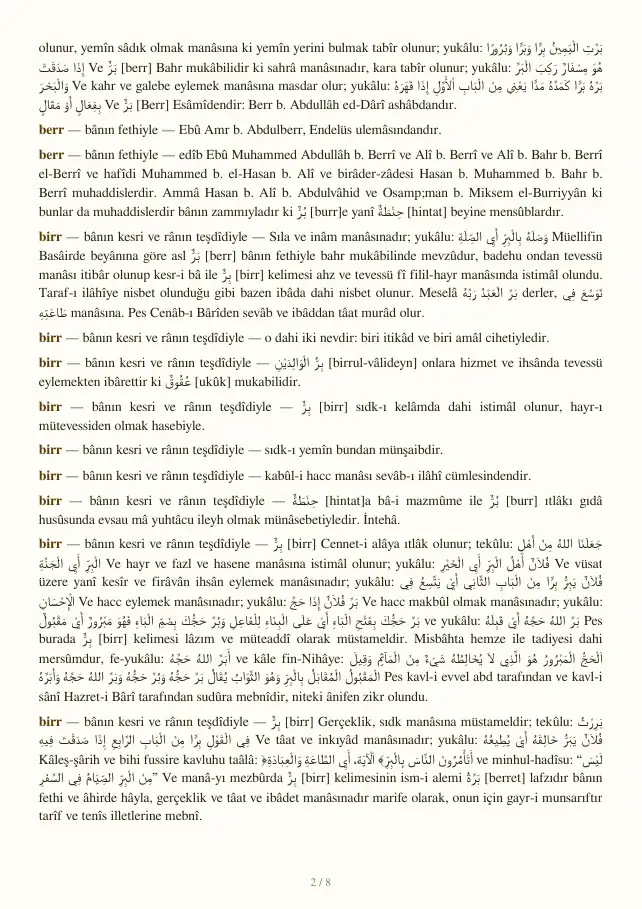 olunur, yemîn sâdık olmak manâsına ki yemîn yerini bulmak tabîr olunur; yukâlu: بَرَّتِ الْيَمِينُ بِرًّا وَبَرًّا وَبُرُورًا
إِذَا صَدَقَتْ Ve بَرٌّ [berr] Bahr mukâbilidir ki sahrâ manâsınadır, kara tabîr olunur; yukâlu: هُوَ مِسْفَارٌ رَكِبَ الْبَرَّ
وَالْبَحْرَ Ve kahr ve galebe eylemek manâsına masdar olur; yukâlu: بَرَّهُ بَرًّا كَمَدَّهُ مَدًّا يَعْنِي مِنَ الْبَابِ الْأَوَّلِ إِذَا قَهَرَهُ
بِفِعَالٍ أَوْ مَقَالٍ Ve بَرٌّ [Berr] Esâmîdendir: Berr b. Abdullâh ed-Dârî ashâbdandır.
berr — bânın fethiyle — Ebû Amr b. Abdulberr, Endelüs ulemâsındandır.
berr — bânın fethiyle — edîb Ebû Muhammed Abdullâh b. Berrî ve Alî b. Berrî ve Alî b. Bahr b. Berrî
el-Berrî ve hafîdi Muhammed b. el-Hasan b. Alî ve birâder-zâdesi Hasan b. Muhammed b. Bahr b.
Berrî muhaddislerdir. Ammâ Hasan b. Alî b. Abdulvâhid ve Osamp;man b. Miksem el-Burriyyân ki
bunlar da muhaddislerdir bânın zammıyladır ki بُرٌّ [burr]e yanî حِنْطَةٌ [hintat] beyine mensûblardır.
birr — bânın kesri ve rânın teşdîdiyle — Sıla ve inâm manâsınadır; yukâlu: وَصَلَهُ بِالْبِرِّ أَيِ الصِّلَةِ Müellifin
Basâirde beyânına göre asl بَرٌّ [berr] bânın fethiyle bahr mukâbilinde mevzûdur, badehu ondan tevessü
manâsı itibâr olunup kesr-i bâ ile بِرٌّ [birr] kelimesi ahz ve tevessü fî filil-hayr manâsında istimâl olundu.
Taraf-ı ilâhîye nisbet olunduğu gibi bazen ibâda dahi nisbet olunur. Meselâ بَرَّ الْعَبْدُ رَبَّهُ derler, تَوَسَّعَ فِي
طَاعَتِهِ manâsına. Pes Cenâb-ı Bârîden sevâb ve ibâddan tâat murâd olur.
birr — bânın kesri ve rânın teşdîdiyle — o dahi iki nevdir: biri itikâd ve biri amâl cihetiyledir.
birr — bânın kesri ve rânın teşdîdiyle — بِرُّ الْوَالِدَيْنِ [birrul-vâlideyn] onlara hizmet ve ihsânda tevessü
eylemekten ibârettir ki عُقُوقٌ [ukûk] mukabilidir.
birr — bânın kesri ve rânın teşdîdiyle — بِرٌّ [birr] sıdk-ı kelâmda dahi istimâl olunur, hayr-ı
mütevessiden olmak hasebiyle.
birr — bânın kesri ve rânın teşdîdiyle — sıdk-ı yemîn bundan münşaibdir.
birr — bânın kesri ve rânın teşdîdiyle — kabûl-i hacc manâsı sevâb-ı ilâhî cümlesindendir.
birr — bânın kesri ve rânın teşdîdiyle — حِنْطَةٌ [hintat]a bâ-i mazmûme ile بُرٌّ [burr] ıtlâkı gıdâ
husûsunda evsau mâ yuhtâcu ileyh olmak münâsebetiyledir. İntehâ.
birr — bânın kesri ve rânın teşdîdiyle — بِرٌّ [birr] Cennet-i alâya ıtlâk olunur; tekûlu: جَعَلَنَا اللهُ مِنْ أَهْلِ
الْبِرِّ أَيِ الْجَنَّةِ Ve hayr ve fazl ve hasene manâsına istimâl olunur; yukâlu: فُلاَنٌ أَهْلُ الْبِرِّ أَيِ الْخَيْرِ Ve vüsat
üzere yanî kesîr ve firâvân ihsân eylemek manâsınadır; yukâlu: فُلاَنٌ يَبِرُّ بِرًّا مِنَ الْبَابِ الثَّانِي أَيْ يَتَّسِعُ فِي
الْإِحْسَانِ Ve hacc eylemek manâsınadır; yukâlu: بَرَّ فُلاَنٌ إِذَا حَجَّ Ve hacc makbûl olmak manâsınadır; yukâlu:
بَرَّ حَجُّكَ بِفَتْحِ الْبَاءِ أَيْ عَلَى الْبِنَاءِ لِلْفَاعِلِ وَبُرَّ حَجُّكَ بِضَمِّ الْبَاءِ فَهُوَ مَبْرُورٌ أَيْ مَقْبُولٌ ve yukâlu: بَرَّ اللهُ حَجَّهُ أَيْ قَبِلَهُ Pes
burada بِرٌّ [birr] kelimesi lâzım ve müteaddî olarak müstameldir. Misbâhta hemze ile tadiyesi dahi
mersûmdur, fe-yukâlu: أَبَرَّ اللهُ حَجَّهُ ve kâle fin-Nihâye: اَلْحَجُّ الْمَبْرُورُ هُوَ الَّذِي لاَ يُخَالِطُهُ شَيْءٌ مِنَ الْمَآثِمِ وَقِيلَ
الْمَقْبُولُ الْمُقَابَلُ بِالْبِرِّ وَهُوَ الثَّوَابُ يُقَالُ بَرَّ حَجُّهُ وَبُرَّ حَجُّهُ وَبَرَّ اللهُ حَجَّهُ وَأَبَرَّهُ Pes kavl-i evvel abd tarafından ve kavl-i
sânî Hazret-i Bârî tarafından sudûra mebnîdir, niteki ânifen zikr olundu.
birr — bânın kesri ve rânın teşdîdiyle — بِرٌّ [birr] Gerçeklik, sıdk manâsına müstameldir; tekûlu: بَرِرْتُ
فِي الْقَوْلِ بِرًّا مِنَ الْبَابِ الرَّابِعِ إِذَا صَدَقْتَ فِيهِ Ve tâat ve inkıyâd manâsınadır; yukâlu: فُلاَنٌ يَبَرُّ خَالِقَهُ أَيْ يُطِيعُهُ
Kâleş-şârih ve bihi fussire kavluhu taâlâ: ﴿أَتَأْمُرُونَ النَّاسَ بِالْبِرِّ﴾ اَلْآيَة، أَيِ الطَّاعَةِ وَالْعِبَادَةِ ve minhul-hadîsu: “لَيْسَ
مِنَ الْبِرِّ الصِّيَامُ فِي السَّفَرِ” Ve manâ-yı mezbûrda بِرٌّ [birr] kelimesinin ism-i alemi بَرَّةُ [berret] lafzıdır bânın
fethi ve âhirde hâyla, gerçeklik ve tâat ve ibâdet manâsınadır marife olarak, onun için gayr-i munsarıftır
tarîf ve tenîs illetlerine mebnî.
2 / 8